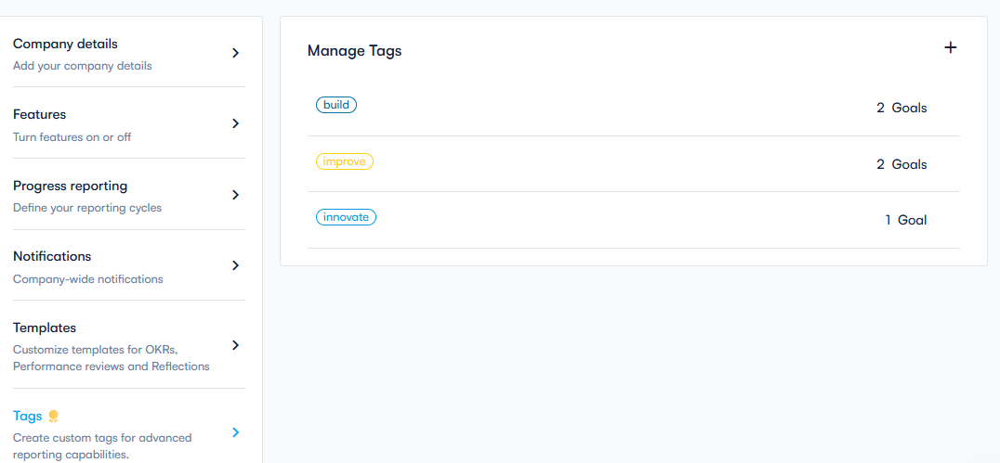 Company details
Add your company details
Features
Turn features on or off
Progress reporting
Define your reporting cycles
Notifications
Company-wide notifications
Templates
Customize templates for OKRs,
Performance reviews and Reflections
Tags
Create custom tags for advanced
reporting capabilities.
Manage Tags
build
2 Goals
improve
2 Goals
innovate
1 Goal